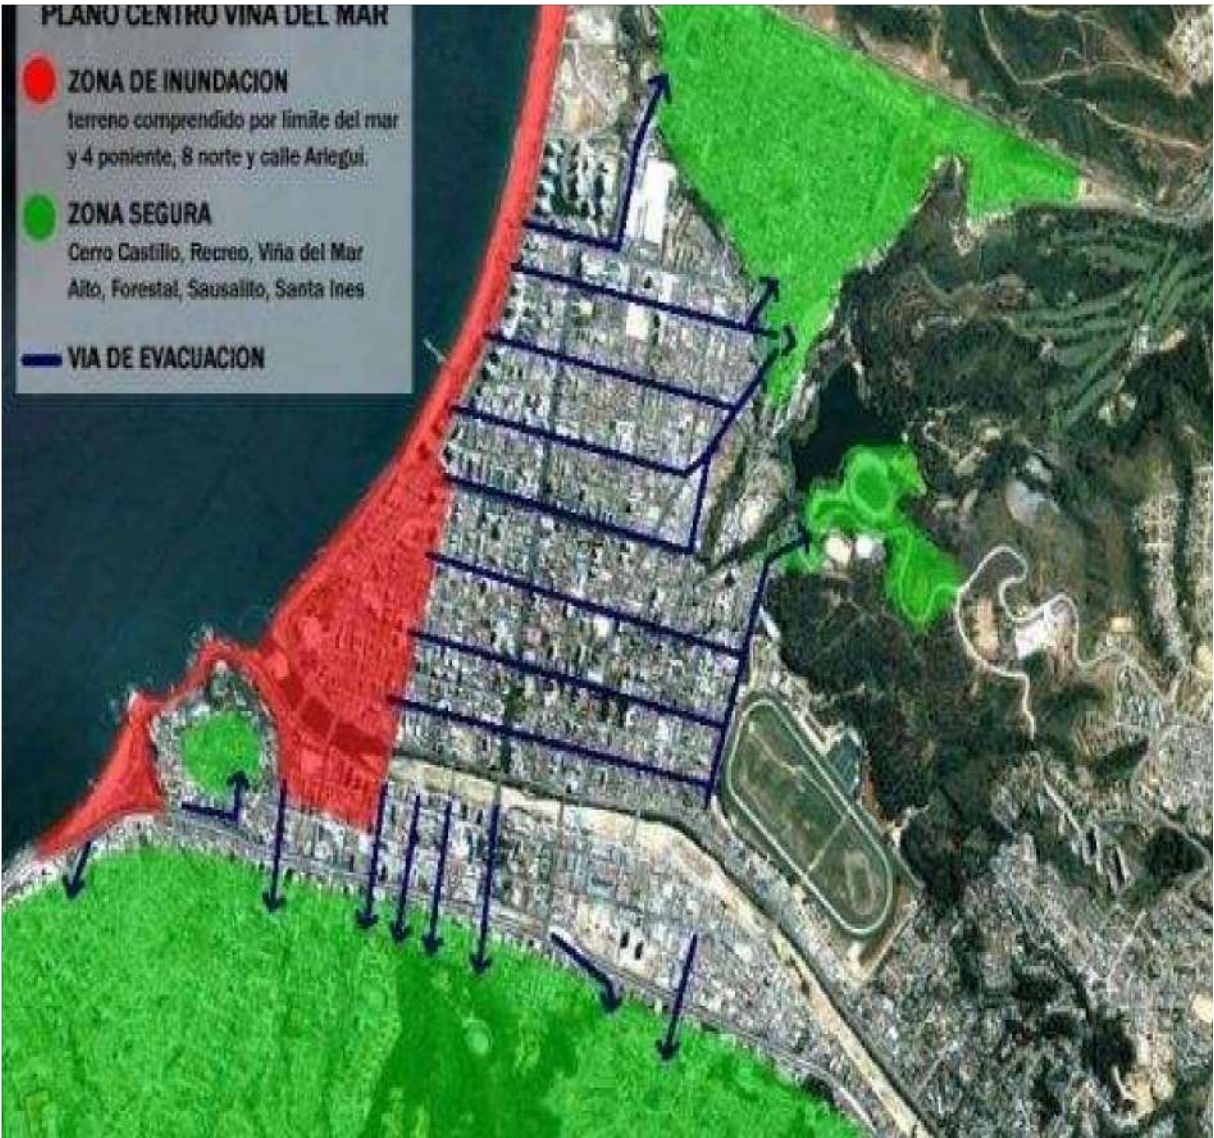 PLANO CENTRO VIÑA DEL MAR
ZONA DE INUNDACION
terreno comprendido por limite del mar
y 4 poniente, 8 norte y calle Arlegui.
ZONA SEGURA
Cerro Castillo, Recreo, Viña del Mar
Alto, Forestal, Sausalito, Santa Ines
VIA DE EVACUACION